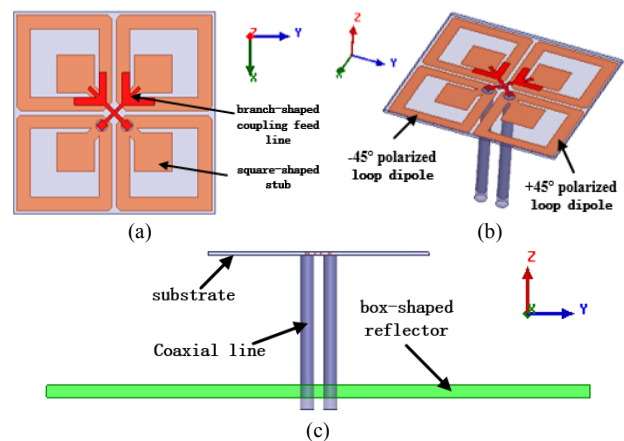 Z
Y
X
branch-shaped
coupling feed
line
square-shaped
stub
(a)
Z
Y
X
-45° polarized
loop dipole
+45° polarized
loop dipole
(b)
substrate
Coaxial line
box-shaped
reflector
Z
X
Y
(c)